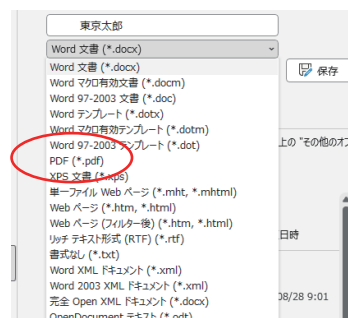 東京太郎
Word 文書 (*.docx)
保存
Word 文書 (*.docx)
Word マクロ有効文書 (*.docm)
Word 97-2003 文書 (*.doc)
Word テンプレート (*.dotx)
Word マクロ有効テンプレート (*.dotm)
Word 97-2003 テンプレート (*.dot)
上の "その他のオプ
PDF (*.pdf)
XPS 文書 (*.xps)
単一ファイル Web ページ (*.mht, *.mhtml)
Web ページ (*.htm, *.html)
Web ページ (フィルター後) (*.htm, *.html)
リッチ テキスト形式 (RTF) (*.rtf)
日時
書式なし (*.txt)
Word XML ドキュメント (*.xml)
Word 2003 XML ドキュメント (*.xml)
完全 Open XML ドキュメント (*.docx)
08/28 9:01
OpenDocument テキスト (*.odt)